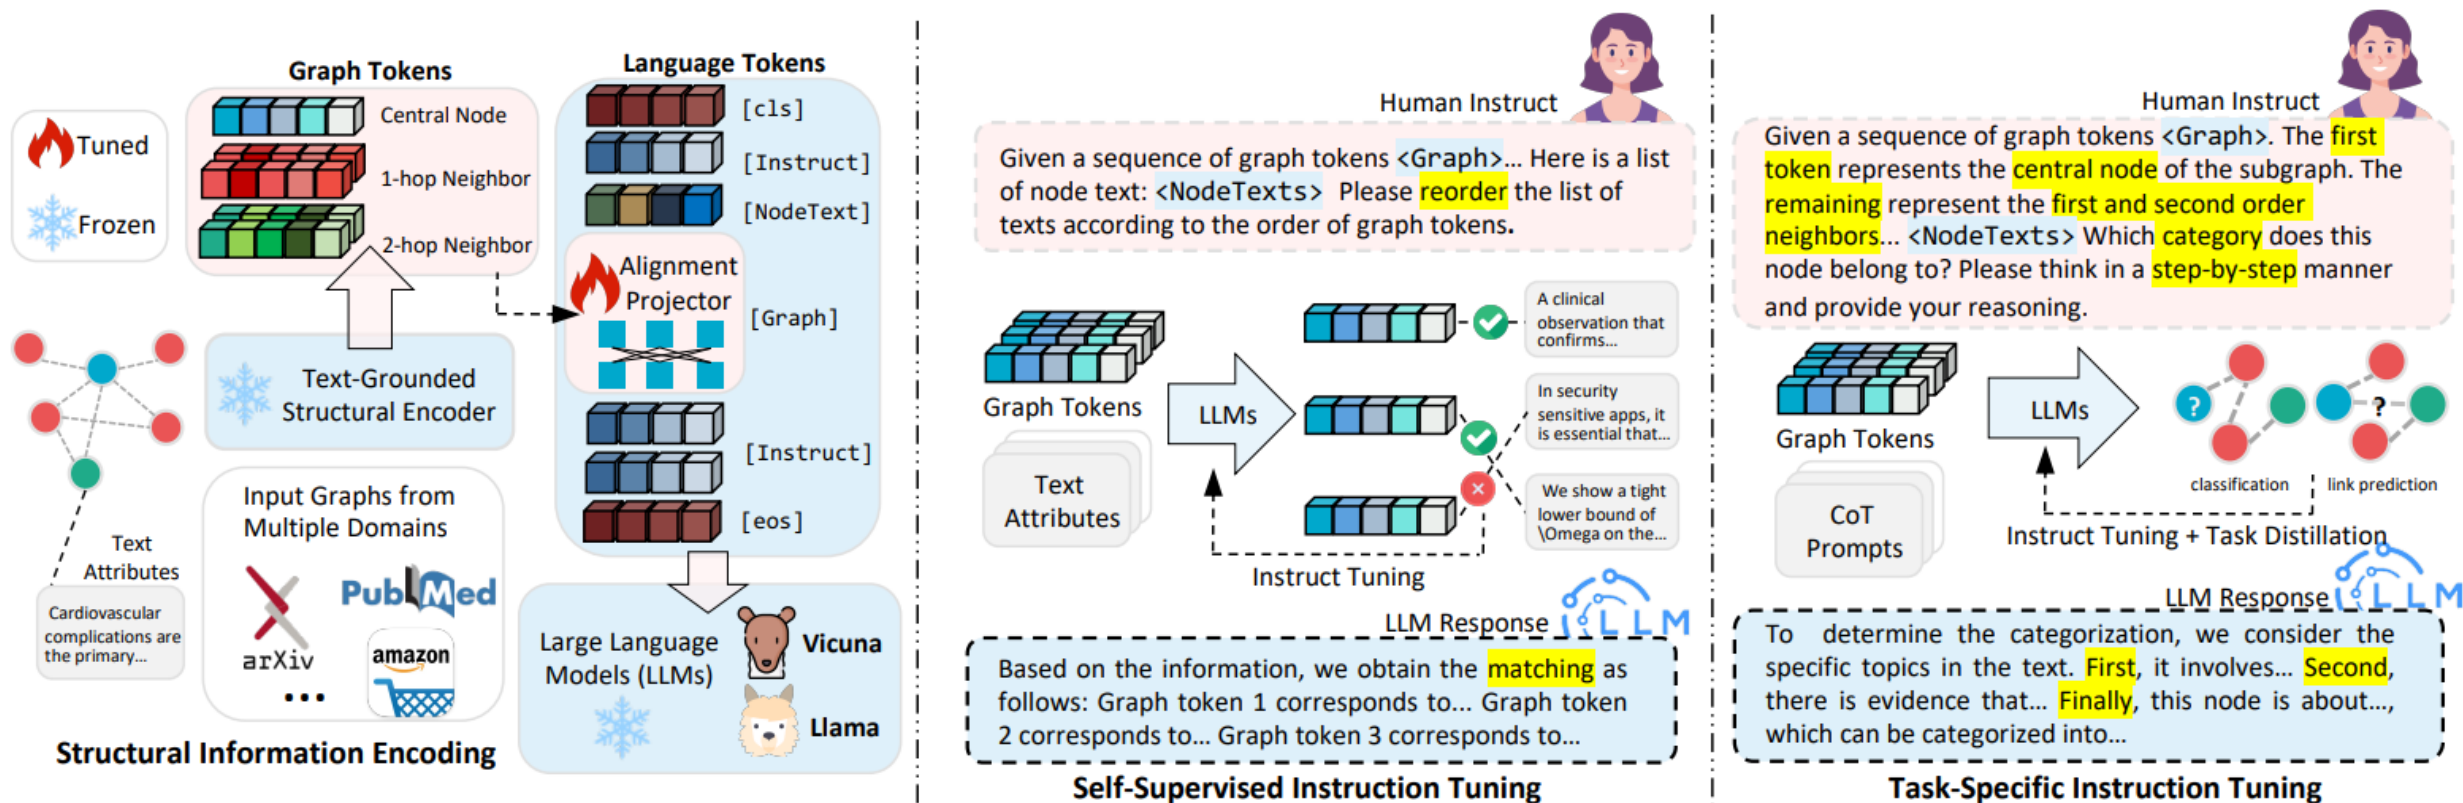 Graph Tokens
Central Node
1-hop Neighbor
2-hop Neighbor
Tuned
Frozen
Text-Grounded
Structural Encoder
Text
Attributes
Cardiovascular
complications are
the primary...
Input Graphs from
Multiple Domains
arXiv
PubMed
amazon
...
Language Tokens
[cls]
[Instruct]
[NodeText]
Alignment
Projector
[Graph]
[Instruct]
[eos]
Large Language
Models (LLMs)
Vicuna
Llama
Structural Information Encoding
Human Instruct
Given a sequence of graph tokens <Graph>... Here is a list
of node text: <NodeTexts> Please reorder the list of
texts according to the order of graph tokens.
Graph Tokens
Text
Attributes
LLMs
A clinical
observation that
confirms...
In security
sensitive apps, it
is essential that...
We show a tight
lower bound of
\Omega on the...
Instruct Tuning
LLM Response
LLM
Based on the information, we obtain the matching as
follows: Graph token 1 corresponds to... Graph token
2 corresponds to... Graph token 3 corresponds to...
Self-Supervised Instruction Tuning
Human Instruct
Given a sequence of graph tokens <Graph>. The first
token represents the central node of the subgraph. The
remaining represent the first and second order
neighbors... <NodeTexts> Which category does this
node belong to? Please think in a step-by-step manner
and provide your reasoning.
Graph Tokens
CoT
Prompts
LLMs
?
?
classification
link prediction
Instruct Tuning + Task Distillation
LLM Response
LLM
To determine the categorization, we consider the
specific topics in the text. First, it involves... Second,
there is evidence that... Finally, this node is about...,
which can be categorized into...
Task-Specific Instruction Tuning